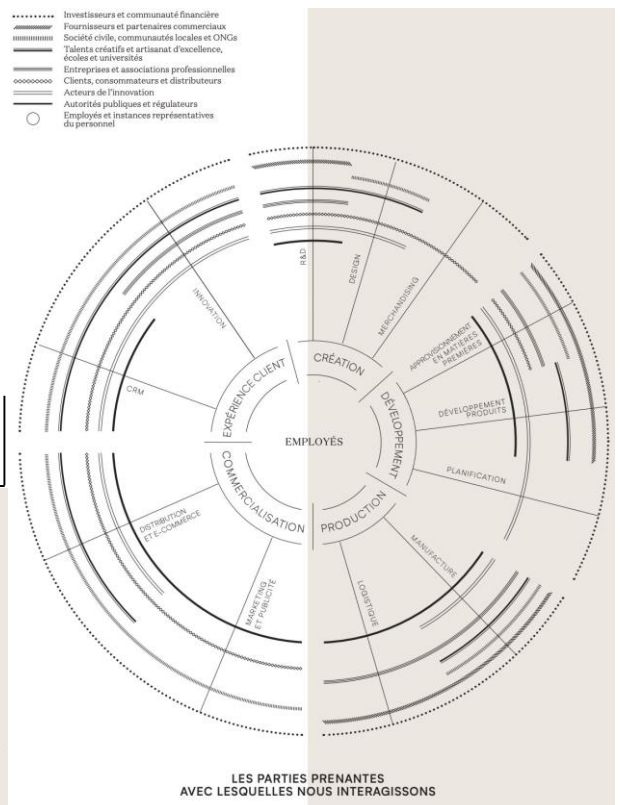 Investisseurs et communauté financière
Fournisseurs et partenaires commerciaux
Société civile, communautés locales et ONGs
Talents créatifs et artisanat d'excellence,
écoles et universités
Entreprises et associations professionnelles
Clients, consommateurs et distributeurs
Acteurs de l'innovation
Autorités publiques et régulateurs
Employés et instances représentatives
du personnel
R&D
DESIGN
MERCHANDISING
INNOVATION
CRM
EXPÉRIENCE CLIENT
CRÉATION
APPROVISIONNEMENT
EN MATIÈRES
PREMIÈRES
DÉVELOPPEMENT
PRODUITS
PLANIFICATION
DÉVELOPPEMENT
EMPLOYÉS
COMMERCIALISATION
PRODUCTION
MANUFACTURE
LOGISTIQUE
DISTRIBUTION
ET E-COMMERCE
MARKETING
ET PUBLICITÉ
LES PARTIES PRENANTES
AVEC LESQUELLES NOUS INTERAGISSONS